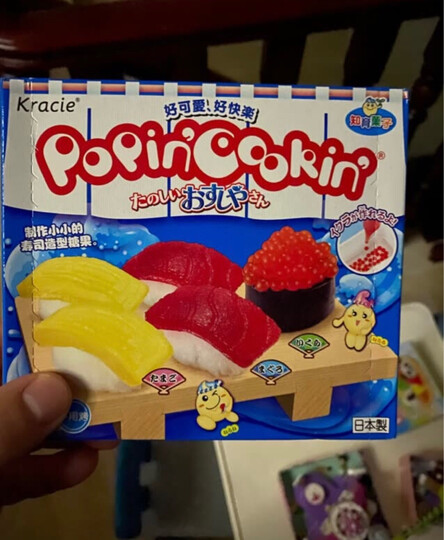 Kracie®
好可愛、好快樂
知育菓子
PoPin'Cookin'®
たのしいおすしやさん
制作小小的
寿司造型糖果
イクラが作れるよ!
たまご
まぐろ
いくら
日本製